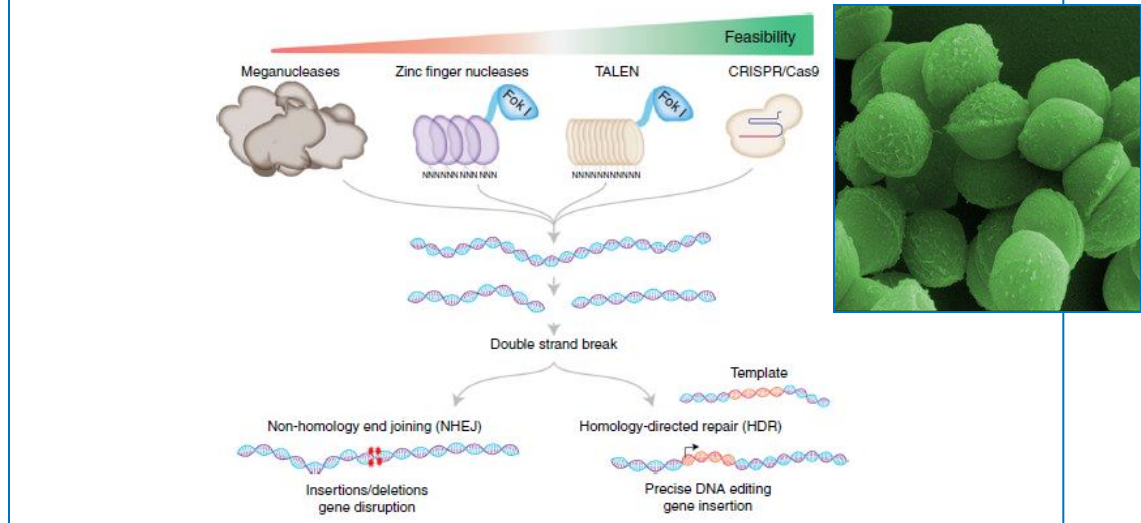 Feasibility
Meganucleases
Zinc finger nucleases
TALEN
CRISPR/Cas9
Fok I
Fok I
NNNNNN NNN NNN
NNNNNNNNNNN
Double strand break
Template
Non-homology end joining (NHEJ)
Homology-directed repair (HDR)
Insertions/deletions
gene disruption
Precise DNA editing
gene insertion